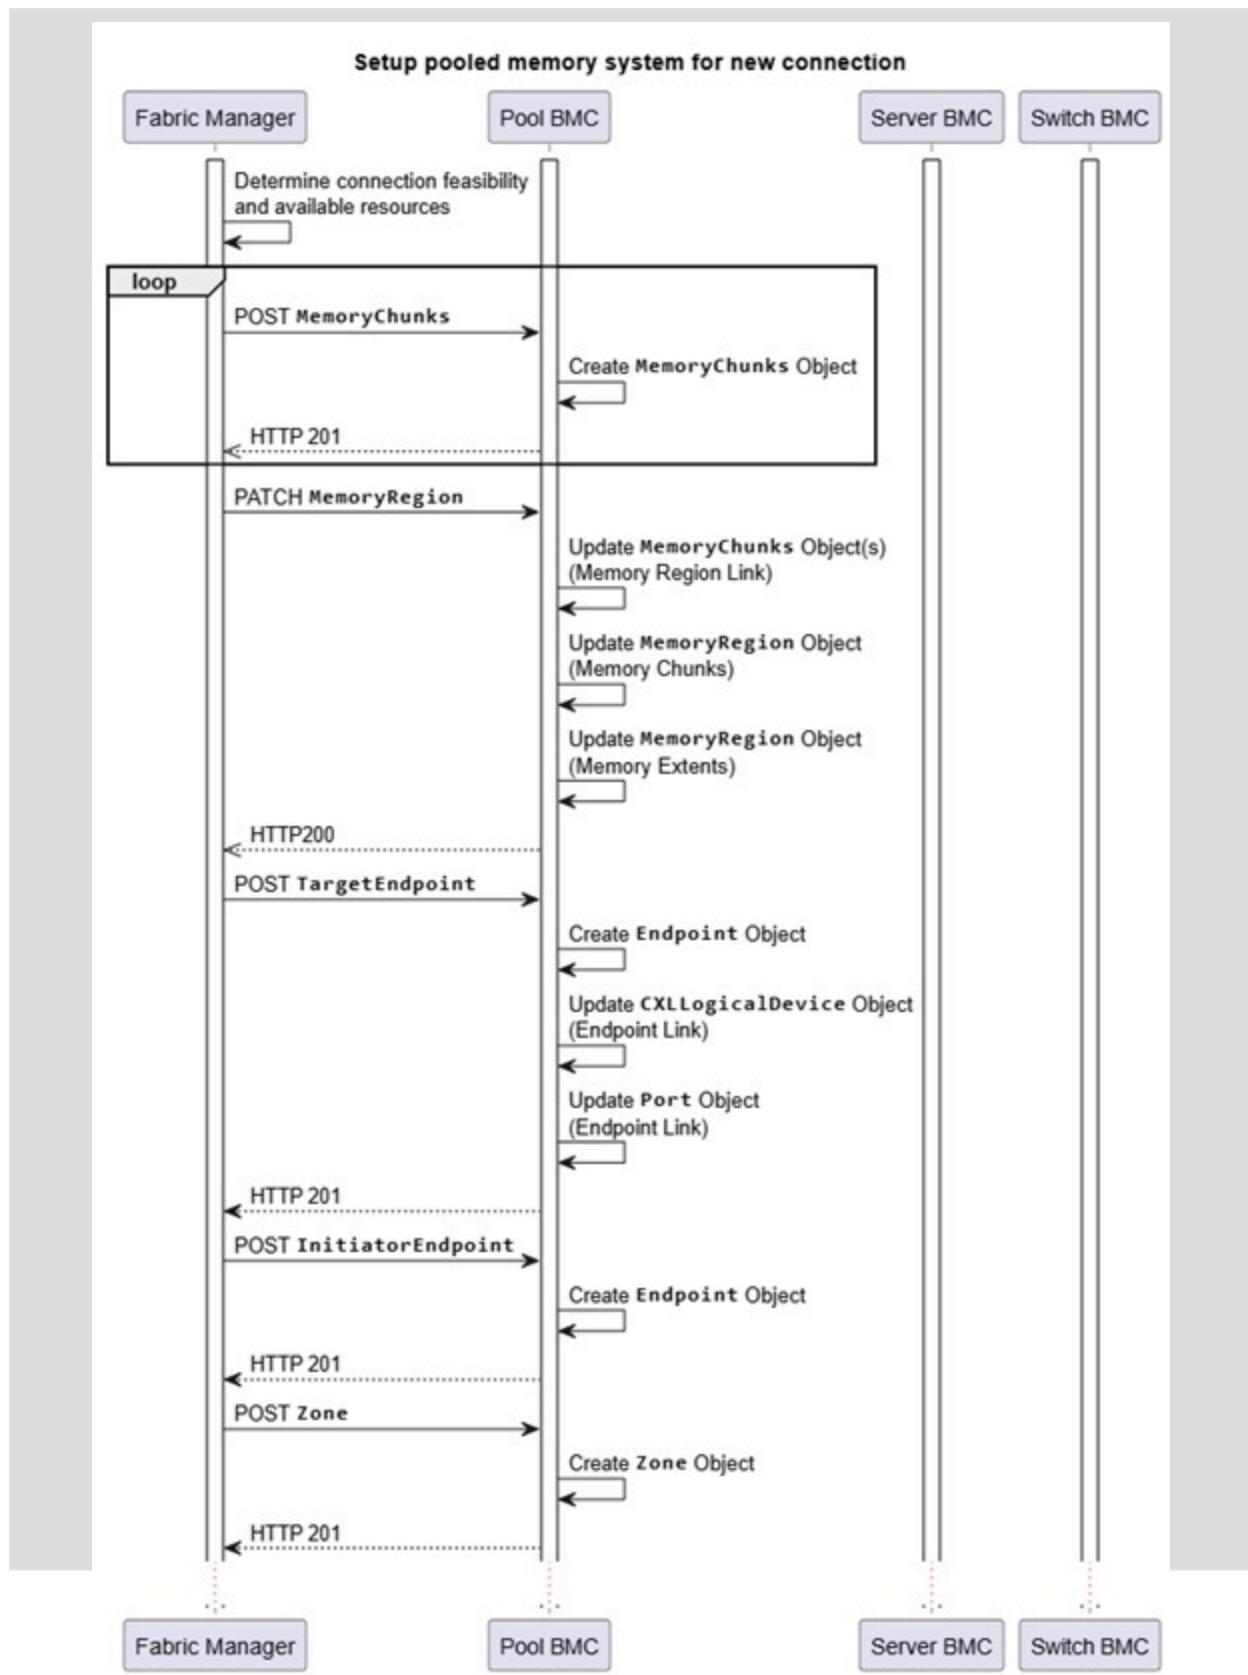 Setup pooled memory system for new connection
Fabric Manager
Pool BMC
Server BMC
Switch BMC
Determine connection feasibility
and available resources
loop
POST MemoryChunks
Create MemoryChunks Object
HTTP 201
PATCH MemoryRegion
Update MemoryChunks Object(s)
(Memory Region Link)
Update MemoryRegion Object
(Memory Chunks)
Update MemoryRegion Object
(Memory Extents)
HTTP200
POST TargetEndpoint
Create Endpoint Object
Update CXLLogicalDevice Object
(Endpoint Link)
Update Port Object
(Endpoint Link)
HTTP 201
POST InitiatorEndpoint
Create Endpoint Object
HTTP 201
POST Zone
Create Zone Object
HTTP 201
Fabric Manager
Pool BMC
Server BMC
Switch BMC